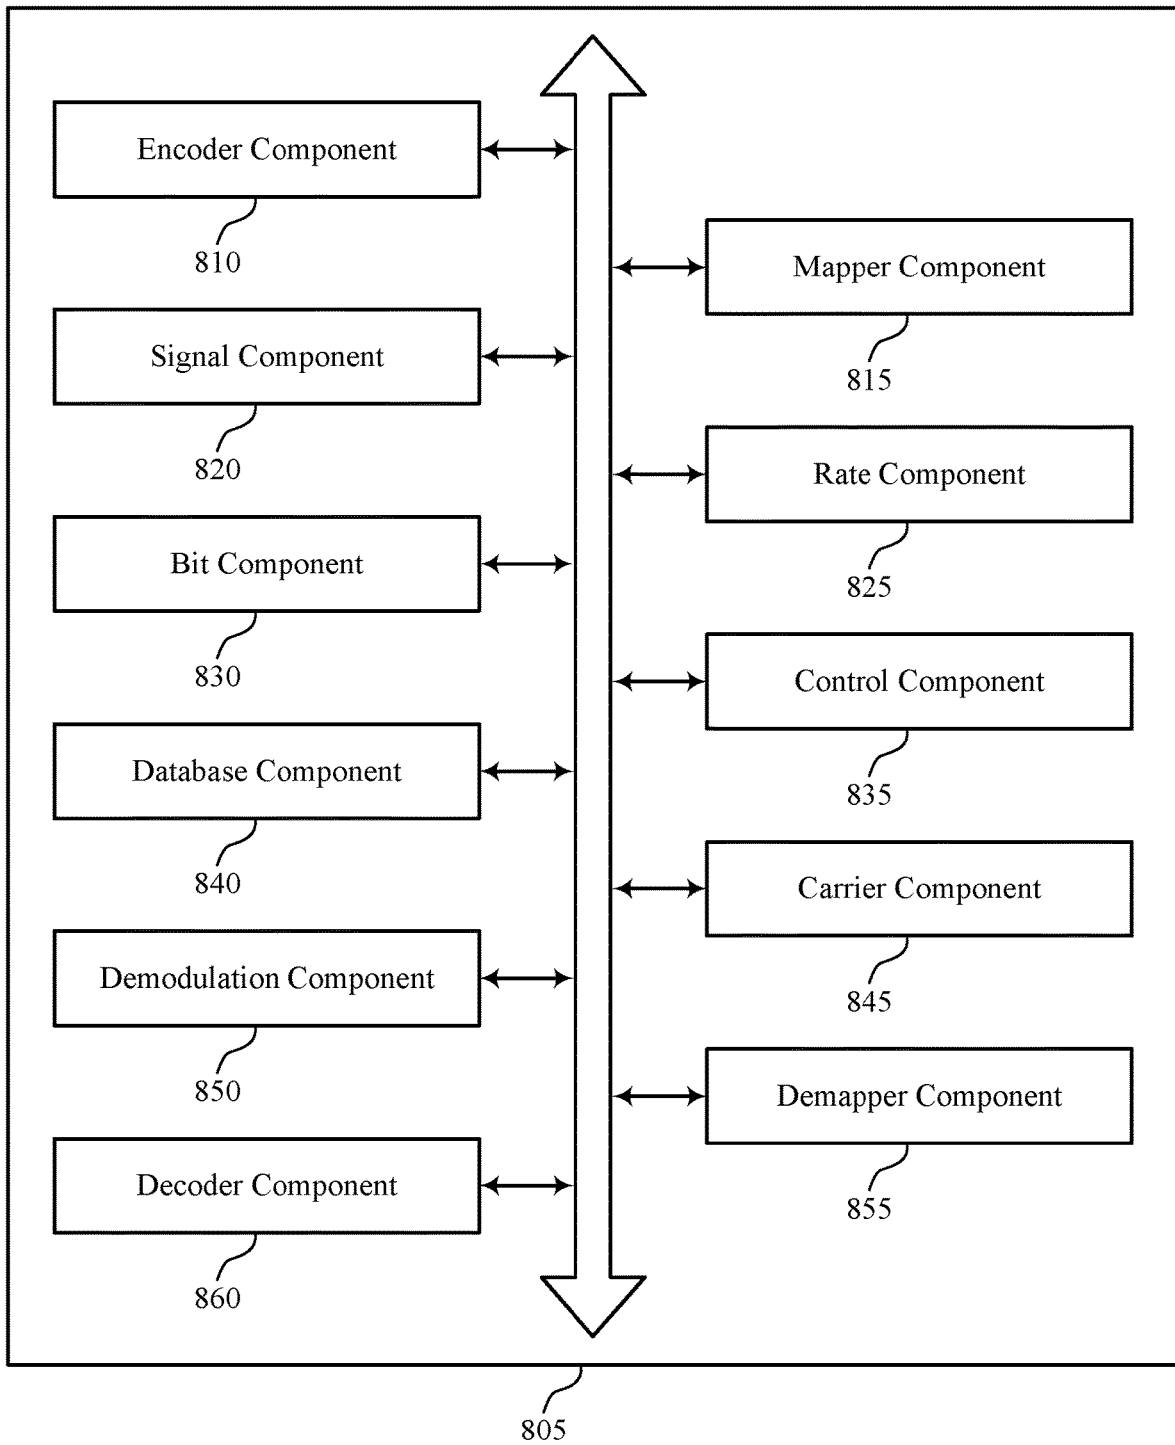 Encoder Component
810
Mapper Component
815
Signal Component
820
Rate Component
825
Bit Component
830
Control Component
835
Database Component
840
Carrier Component
845
Demodulation Component
850
Demapper Component
855
Decoder Component
860
805